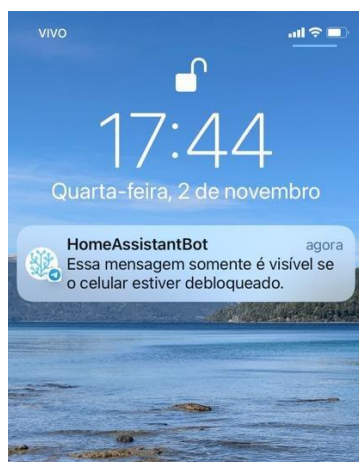 VIVO
17:44
Quarta-feira, 2 de novembro
HomeAssistantBot agora
Essa mensagem somente é visível se
o celular estiver debloqueado.